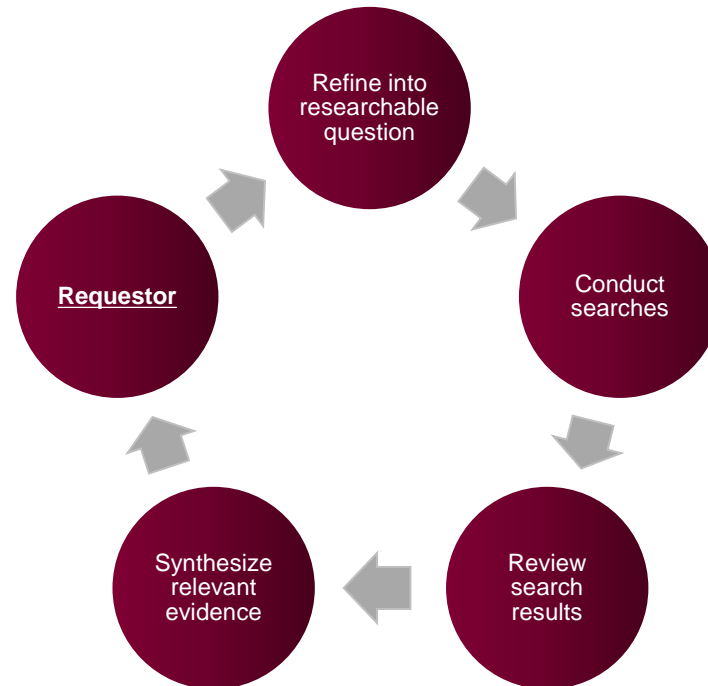 Refine into
researchable
question
Requestor
Conduct
searches
Synthesize
relevant
evidence
Review
search
results